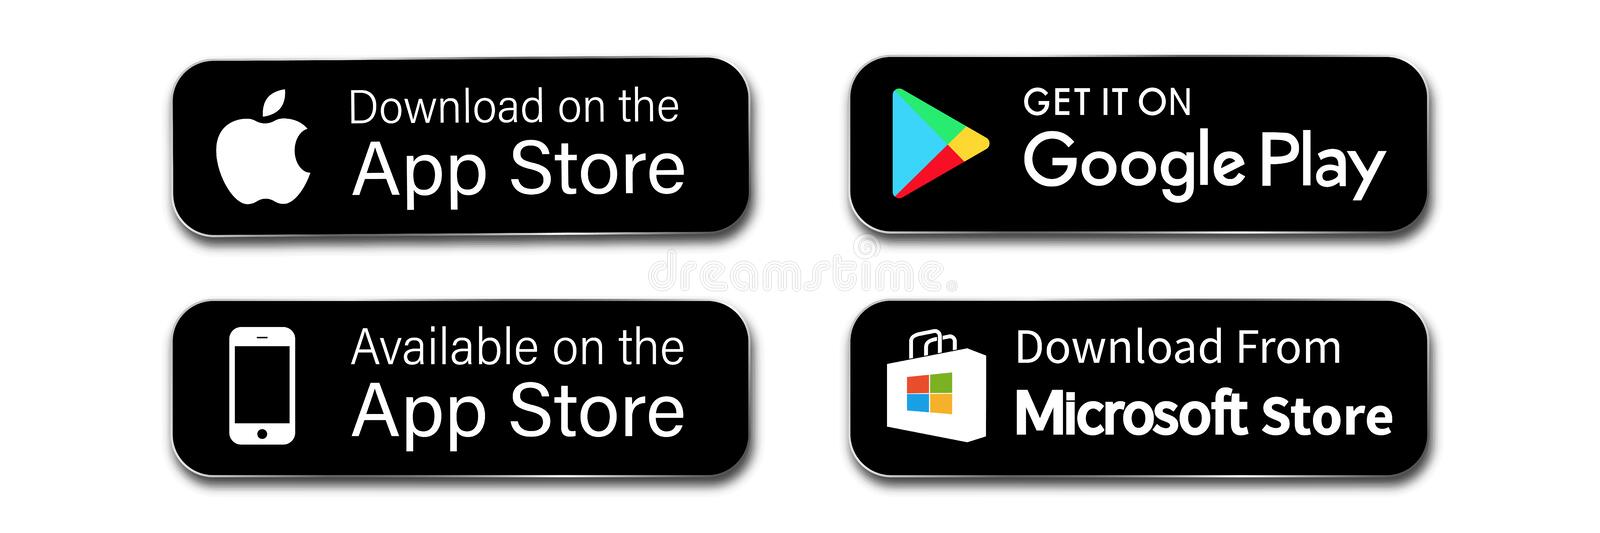 Download on the
App Store
GET IT ON
Google Play
dreamstime.
Available on the
App Store
Download From
Microsoft Store